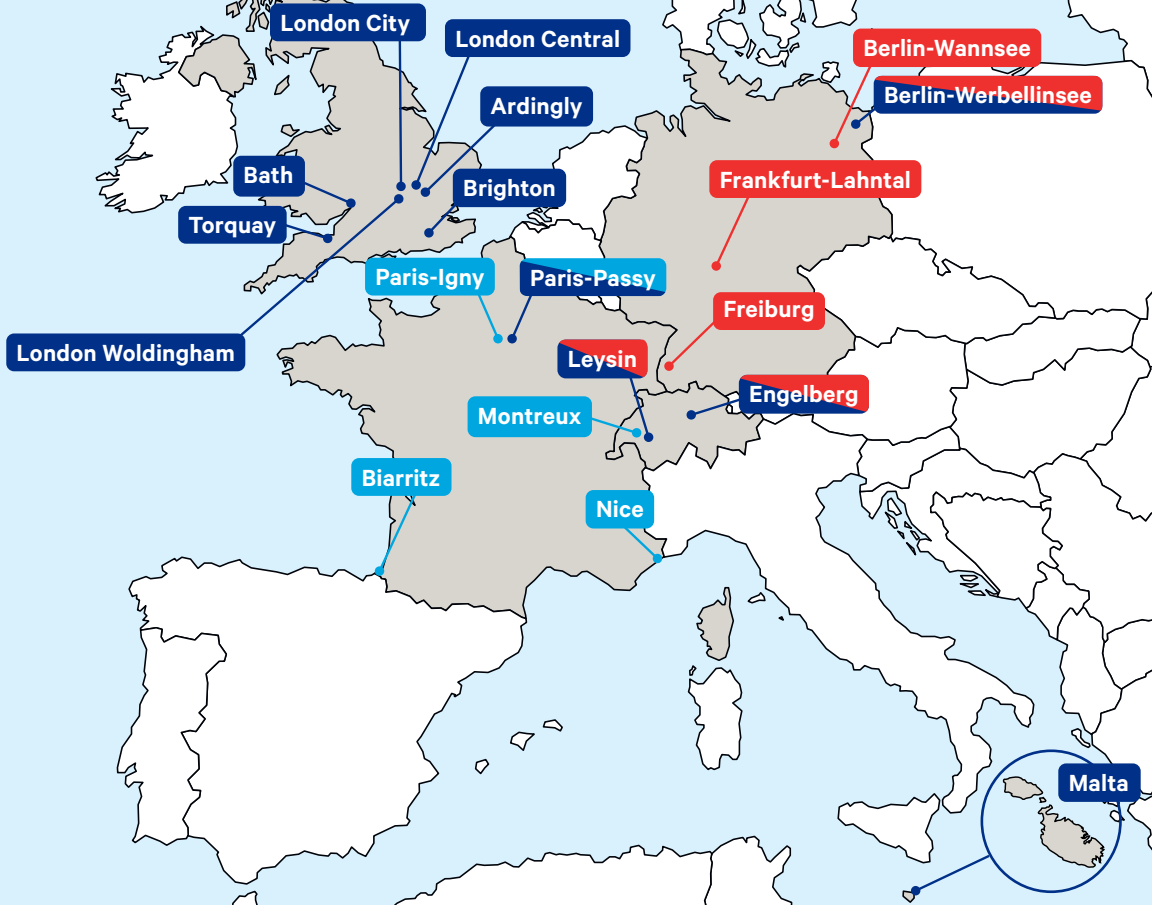 London City
London Central
Berlin-Wannsee
Berlin-Werbellinsee
Ardingly
Bath
Brighton
Frankfurt-Lahntal
Torquay
Paris-Igny
Paris-Passy
Freiburg
London Woldingham
Leysin
Engelberg
Montreux
Biarritz
Nice
Malta